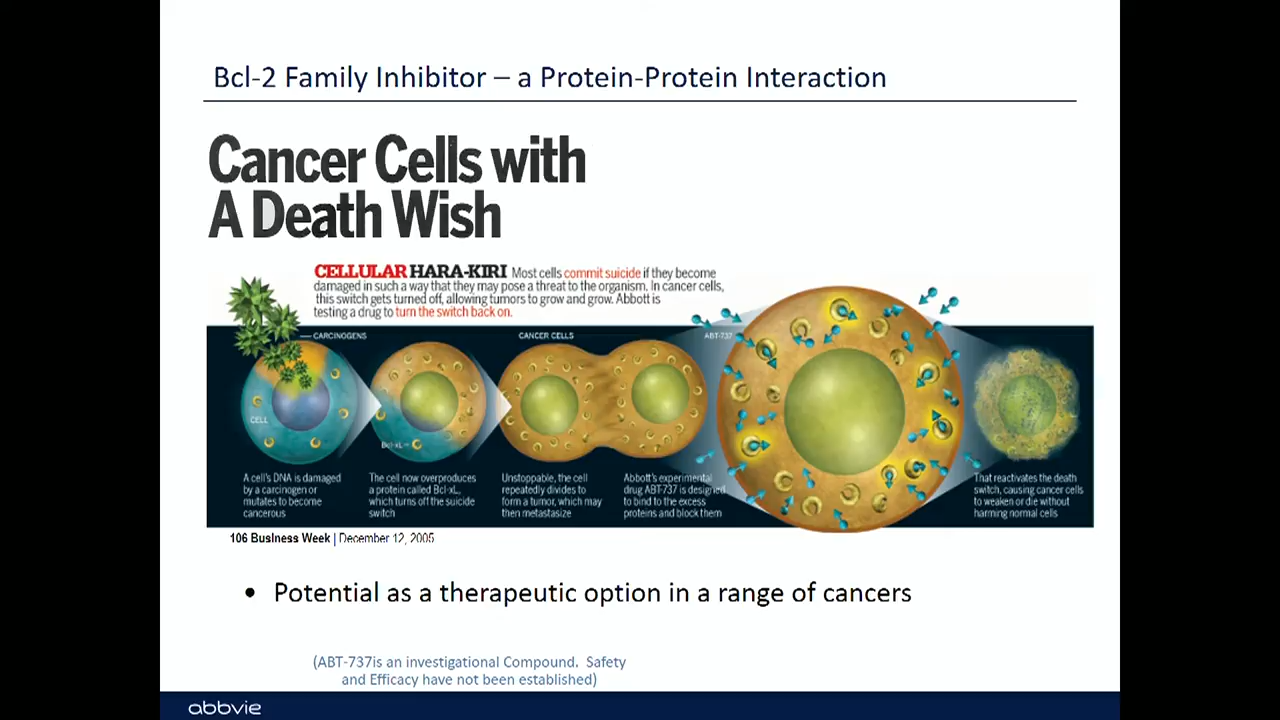 Bcl-2 Family Inhibitor – a Protein-Protein Interaction
Cancer Cells with
A Death Wish
CELLULAR HARA-KIRI Most cells commit suicide if they become
damaged in such a way that they may pose a threat to the organism. In cancer cells,
this switch gets turned off, allowing tumors to grow and grow. Abbott is
testing a drug to turn the switch back on.
CARCINOGENS
CANCER CELLS
ABT-737
CELL
Bcl-xL
A cell's DNA is damaged
by a carcinogen or
mutates to become
cancerous
The cell now overproduces
a protein called Bcl-xL,
which turns off the suicide
switch
Unstoppable, the cell
repeatedly divides to
form a tumor, which may
then metastasize
Abbott's experimental
drug ABT-737 is designed
to bind to the excess
proteins and block them
That reactivates the death
switch, causing cancer cells
to weaken or die without
harming normal cells
106 Business Week | December 12, 2005
• Potential as a therapeutic option in a range of cancers
(ABT-737is an investigational Compound. Safety
and Efficacy have not been established)
abbvie